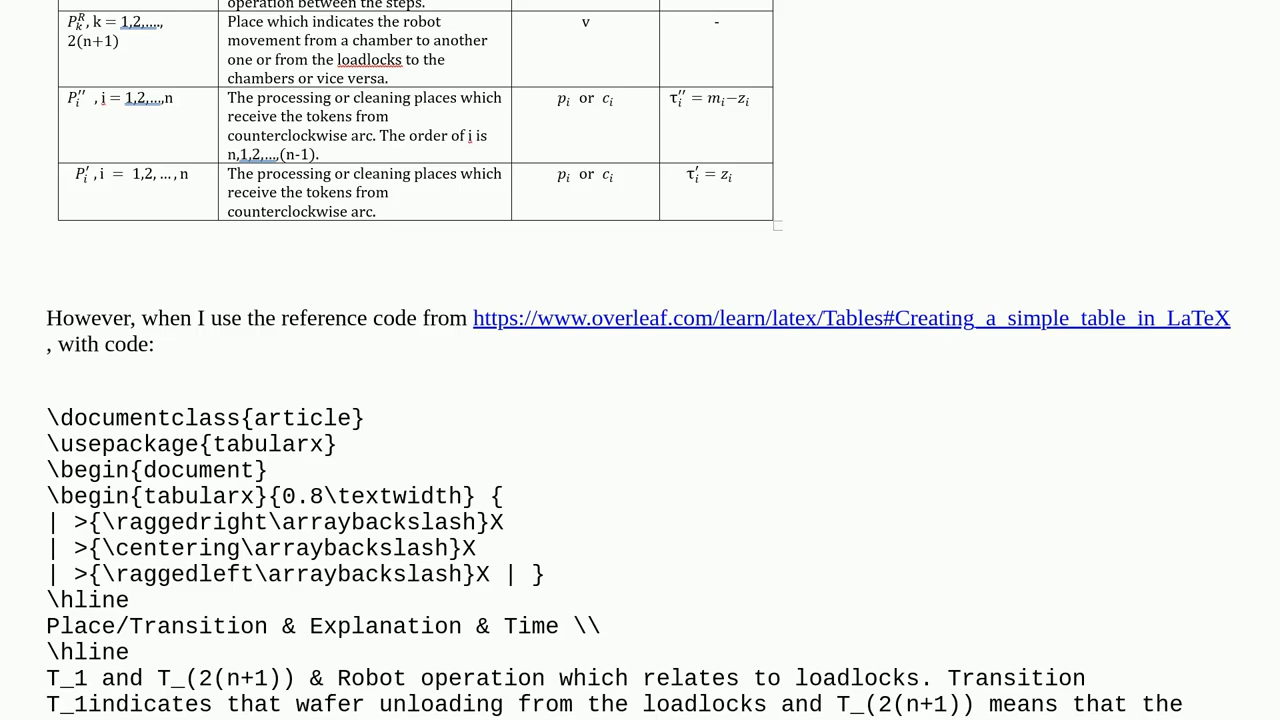 operation between the steps.
P_k^R, k = 1,2,....,
2(n+1)
Place which indicates the robot
movement from a chamber to another
one or from the loadlocks to the
chambers or vice versa.
v
-
P_i′′ , i = 1,2,...,n
The processing or cleaning places which
receive the tokens from
counterclockwise arc. The order of i is
n,1,2,...,(n-1).
p_i or c_i
τ_i′′ = m_i−z_i
P_i′ , i = 1,2, … , n
The processing or cleaning places which
receive the tokens from
counterclockwise arc.
p_i or c_i
τ_i′ = z_i
However, when I use the reference code from https://www.overleaf.com/learn/latex/Tables#Creating_a_simple_table_in_LaTeX
, with code:
\documentclass{article}
\usepackage{tabularx}
\begin{document}
\begin{tabularx}{0.8\textwidth} {
| >{\raggedright\arraybackslash}X
| >{\centering\arraybackslash}X
| >{\raggedleft\arraybackslash}X | }
\hline
Place/Transition & Explanation & Time \\
\hline
T_1 and T_(2(n+1)) & Robot operation which relates to loadlocks. Transition
T_1indicates that wafer unloading from the loadlocks and T_(2(n+1)) means that the